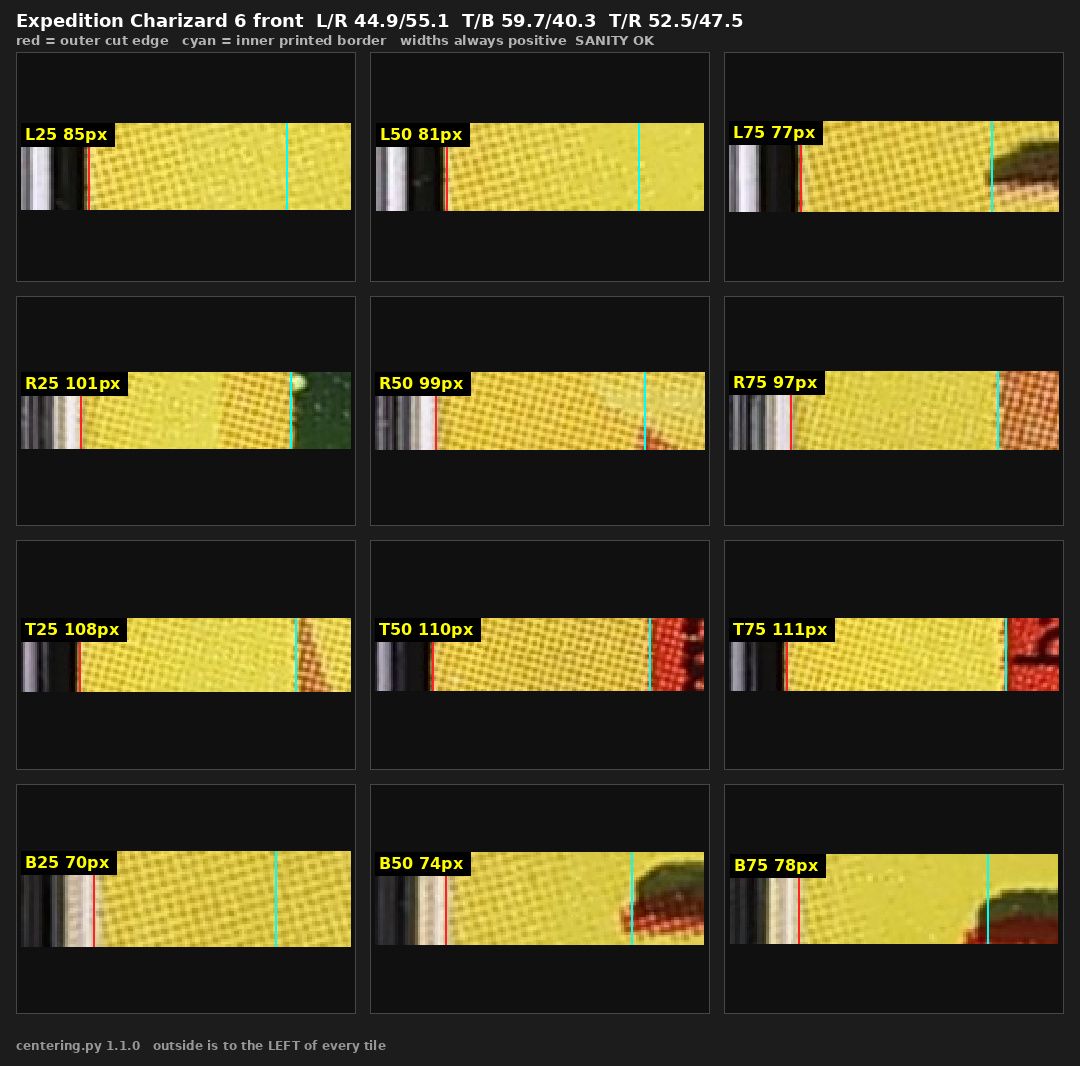 Expedition Charizard 6 front  L/R 44.9/55.1  T/B 59.7/40.3  T/R 52.5/47.5
red = outer cut edge   cyan = inner printed border   widths always positive  SANITY OK
L25 85px
L50 81px
L75 77px
R25 101px
R50 99px
R75 97px
T25 108px
T50 110px
T75 111px
B25 70px
B50 74px
B75 78px
centering.py 1.1.0   outside is to the LEFT of every tile